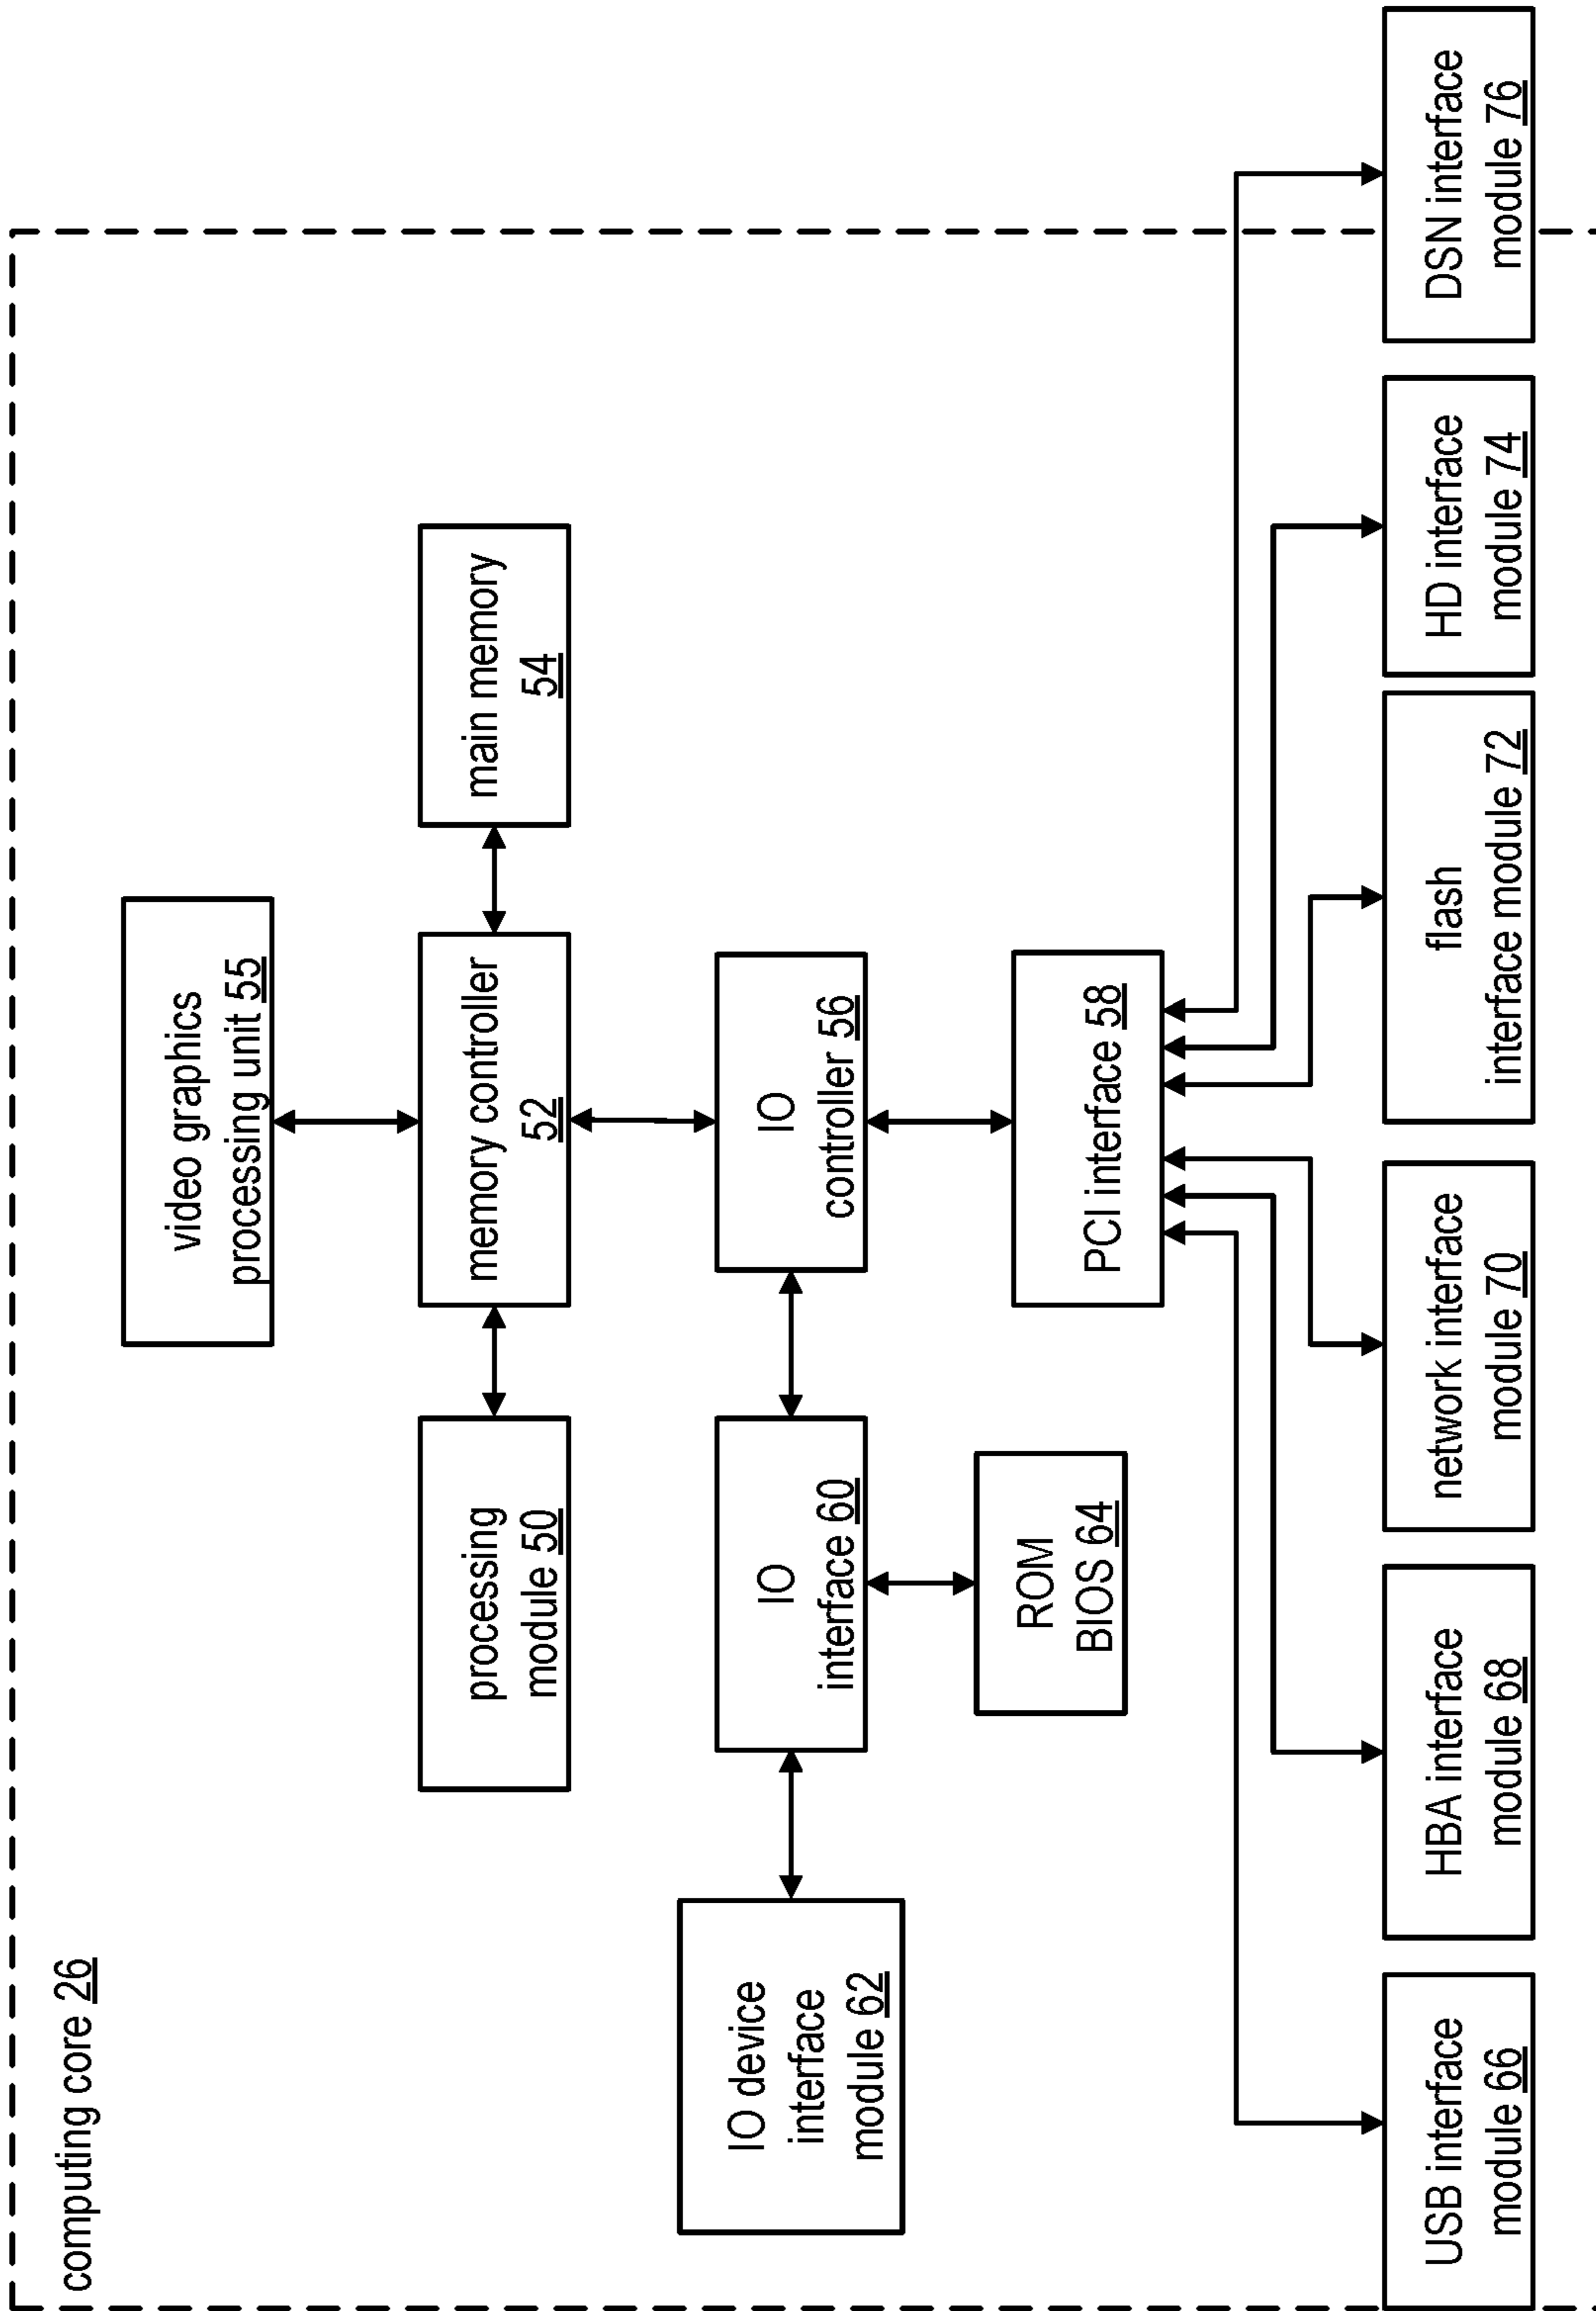 computing core 26
video graphics
processing unit 55
processing
module 50
memory controller
52
main memory
54
IO device
interface
module 62
IO
interface 60
IO
controller 56
ROM
BIOS 64
PCI interface 58
USB interface
module 66
HBA interface
module 68
network interface
module 70
flash
interface module 72
HD interface
module 74
DSN interface
module 76